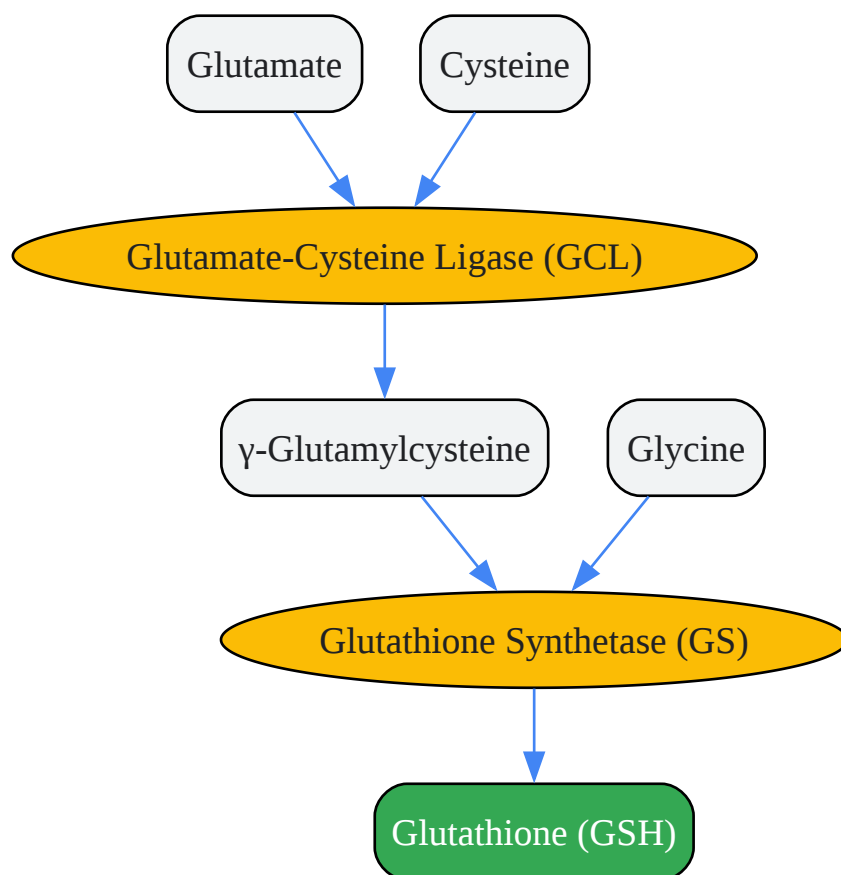 Glutamate
Cysteine
Glutamate-Cysteine Ligase (GCL)
γ-Glutamylcysteine
Glycine
Glutathione Synthetase (GS)
Glutathione (GSH)